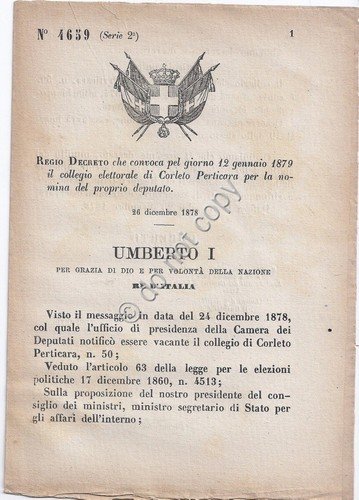 N° 4659 (Serie 2ª)
1
REGIO DECRETO che convoca pel giorno 12 gennaio 1879
il collegio elettorale di Corleto Perticara per la no-
mina del proprio deputato.
26 dicembre 1878
UMBERTO I
PER GRAZIA DI DIO E PER VOLONTÀ DELLA NAZIONE
RE D'ITALIA
Visto il messaggio in data del 24 dicembre 1878,
col quale l'ufficio di presidenza della Camera dei
Deputati notificò essere vacante il collegio di Corleto
Perticara, n. 50;
Veduto l'articolo 63 della legge per le elezioni
politiche 17 dicembre 1860, n. 4513;
Sulla proposizione del nostro presidente del con-
siglio dei ministri, ministro segretario di Stato per
gli affari dell'interno;
do not copy